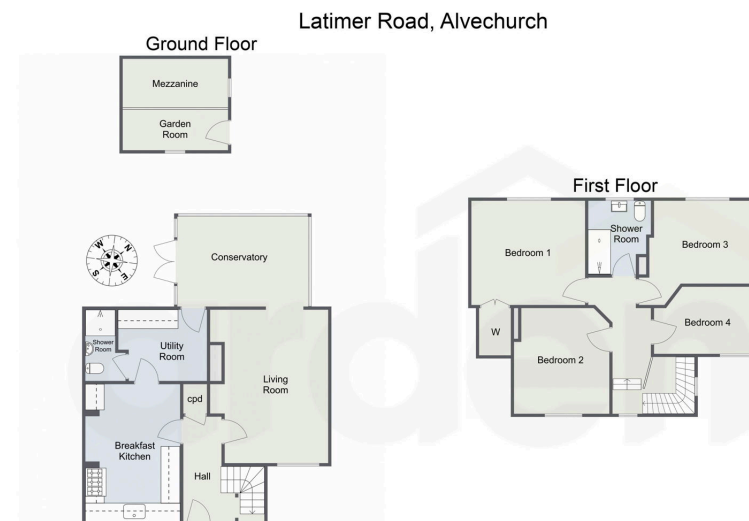 Latimer Road, Alvechurch
Ground Floor
Mezzanine
Garden
Room
First Floor
Shower
Room
Bedroom 1
Bedroom 3
N
W
E
S
Conservatory
W
Bedroom 4
Bedroom 2
Shower
Room
Utility
Room
Living
Room
cpd
Breakfast
Kitchen
Hall
arden